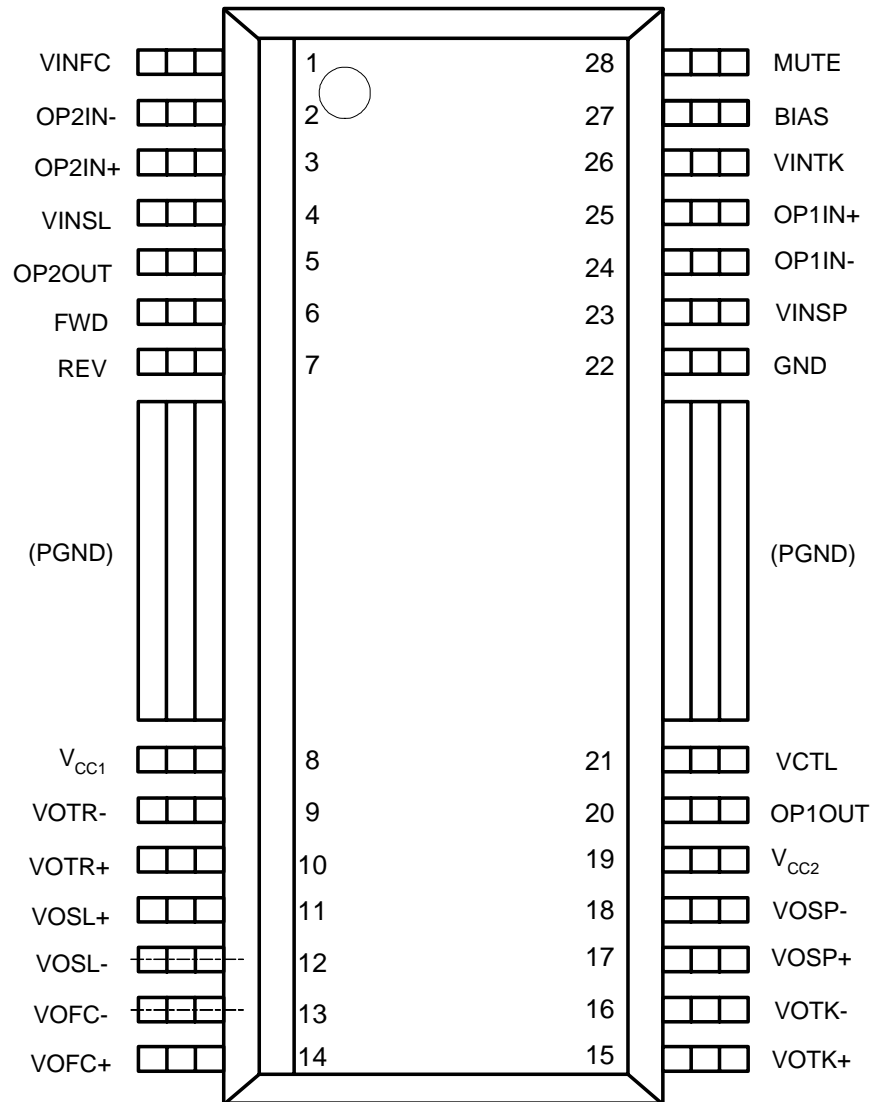 VINFC 1 28 MUTE
OP2IN- 2 27 BIAS
OP2IN+ 3 26 VINTK
VINSL 4 25 OP1IN+
OP2OUT 5 24 OP1IN-
FWD 6 23 VINSP
REV 7 22 GND
(PGND) (PGND)
VCC1 8 21 VCTL
VOTR- 9 20 OP1OUT
VOTR+ 10 19 VCC2
VOSL+ 11 18 VOSP-
VOSL- 12 17 VOSP+
VOFC- 13 16 VOTK-
VOFC+ 14 15 VOTK+